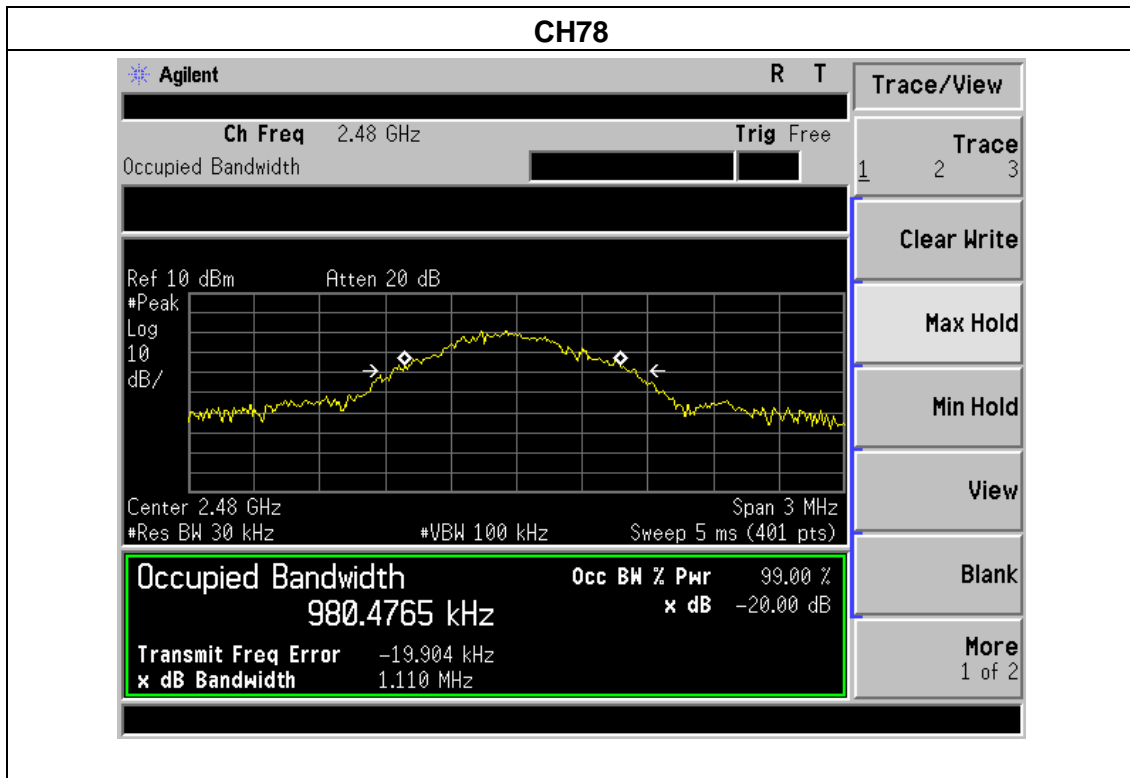 CH78
Agilent R T
Ch Freq 2.48 GHz Trig Free
Occupied Bandwidth
Ref 10 dBm Atten 20 dB
#Peak
Log
10
dB/
Center 2.48 GHz Span 3 MHz
#Res BW 30 kHz #VBW 100 kHz Sweep 5 ms (401 pts)
Occupied Bandwidth Occ BW % Pwr 99.00 %
980.4765 kHz x dB -20.00 dB
Transmit Freq Error -19.904 kHz
x dB Bandwidth 1.110 MHz
Trace/View
Trace
1 2 3
Clear Write
Max Hold
Min Hold
View
Blank
More
1 of 2